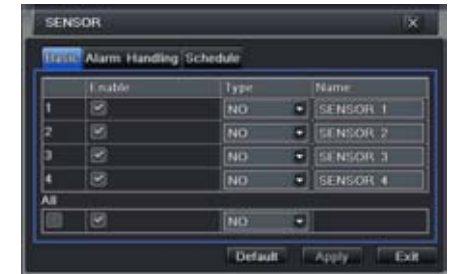 SENSOR
Basic Alarm Handling Schedule
Enable Type Name
1 NO SENSOR 1
2 NO SENSOR 2
3 NO SENSOR 3
4 NO SENSOR 4
All
NO
Default Apply Exit